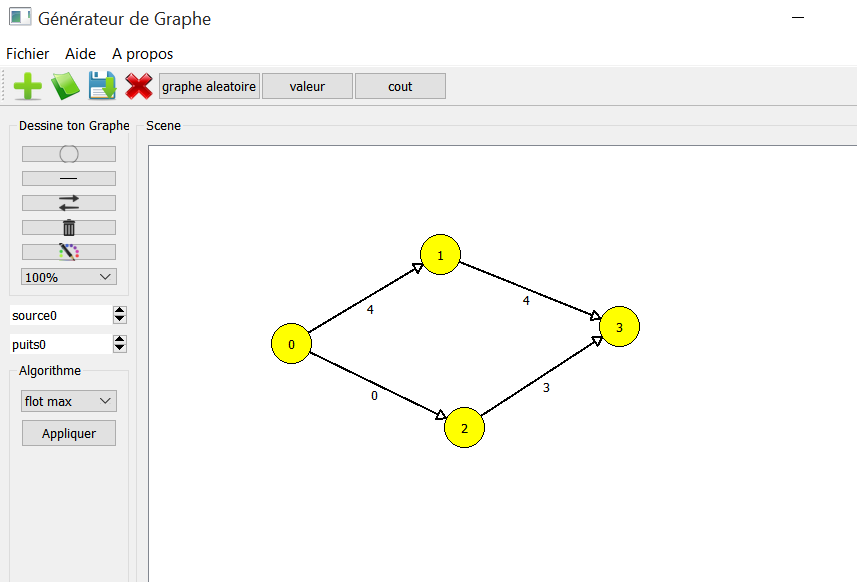 Générateur de Graphe
Fichier Aide A propos
graphe aleatoire valeur cout
Dessine ton Graphe
Scene
100%
source0
puits0
Algorithme
flot max
Appliquer
1
4
4
3
0
0
3
2